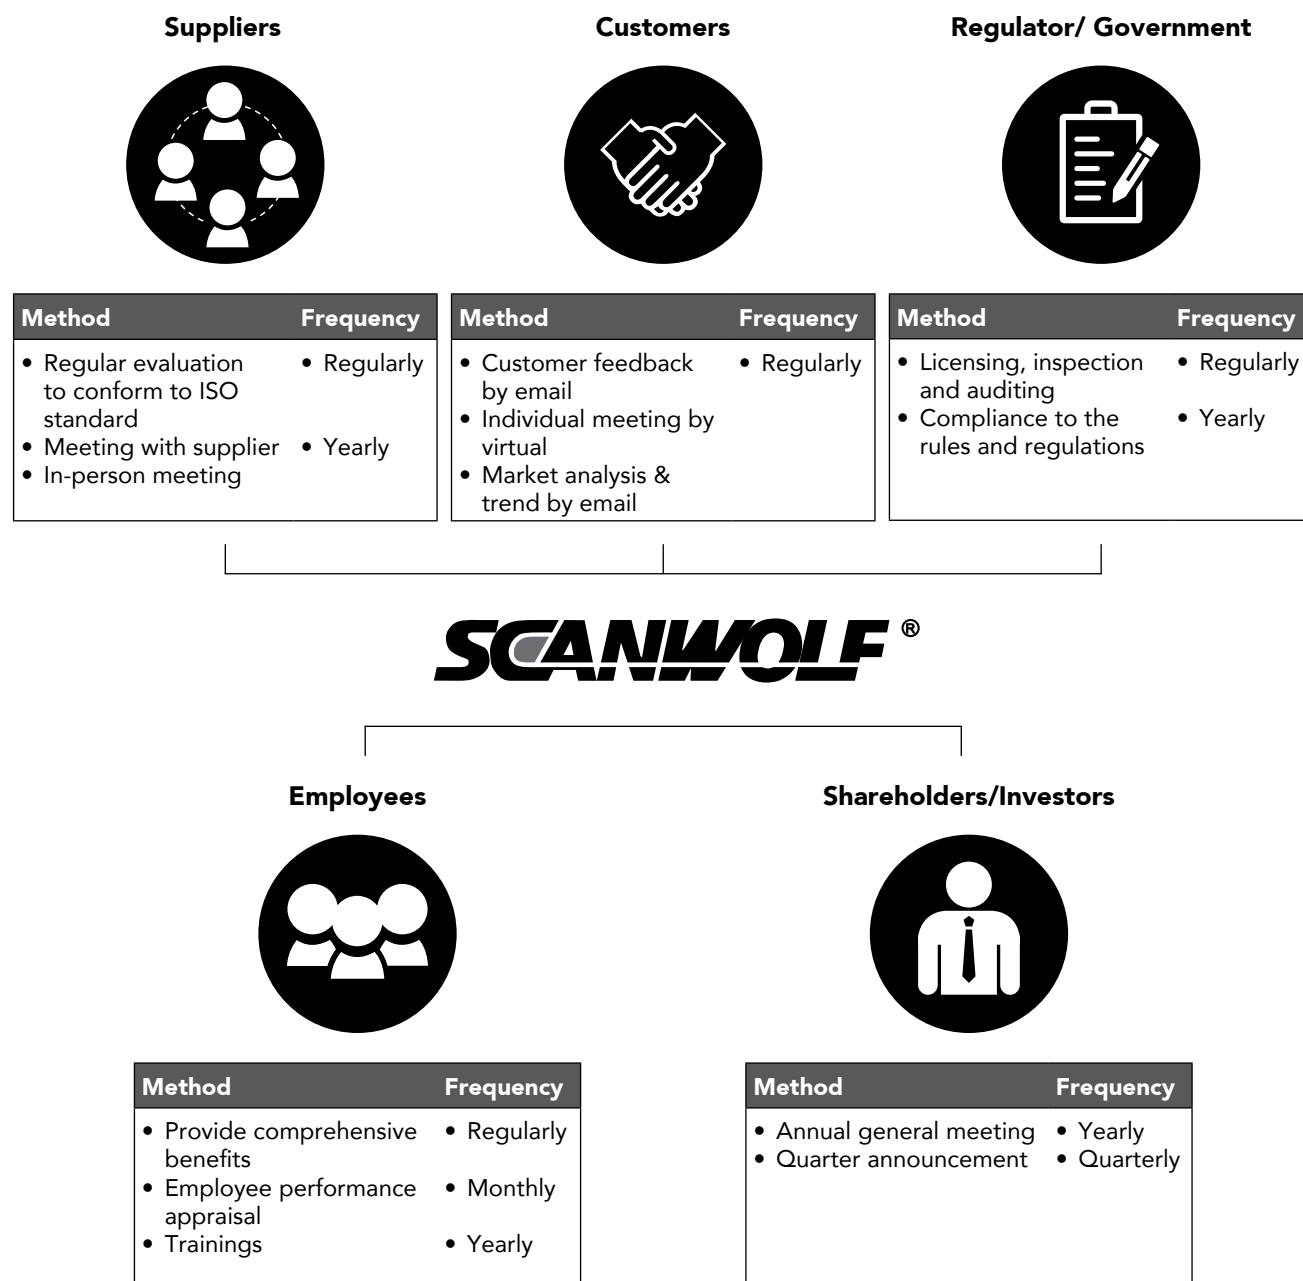 Suppliers
Method Frequency
• Regular evaluation • Regularly
to conform to ISO
standard
• Meeting with supplier • Yearly
• In-person meeting
Customers
Method Frequency
• Customer feedback • Regularly
by email
• Individual meeting by
virtual
• Market analysis &
trend by email
Regulator/ Government
Method Frequency
• Licensing, inspection • Regularly
and auditing
• Compliance to the • Yearly
rules and regulations
SCANWOLF ®
Employees
Method Frequency
• Provide comprehensive • Regularly
benefits
• Employee performance • Monthly
appraisal
• Trainings • Yearly
Shareholders/Investors
Method Frequency
• Annual general meeting • Yearly
• Quarter announcement • Quarterly